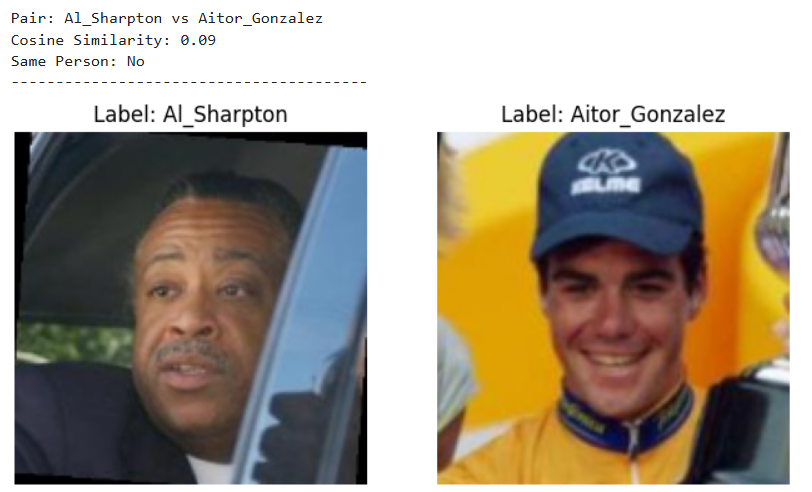 Pair: Al_Sharpton vs Aitor_Gonzalez
Cosine Similarity: 0.09
Same Person: No
----------------------------------------
Label: Al_Sharpton
Label: Aitor_Gonzalez
K
KELME